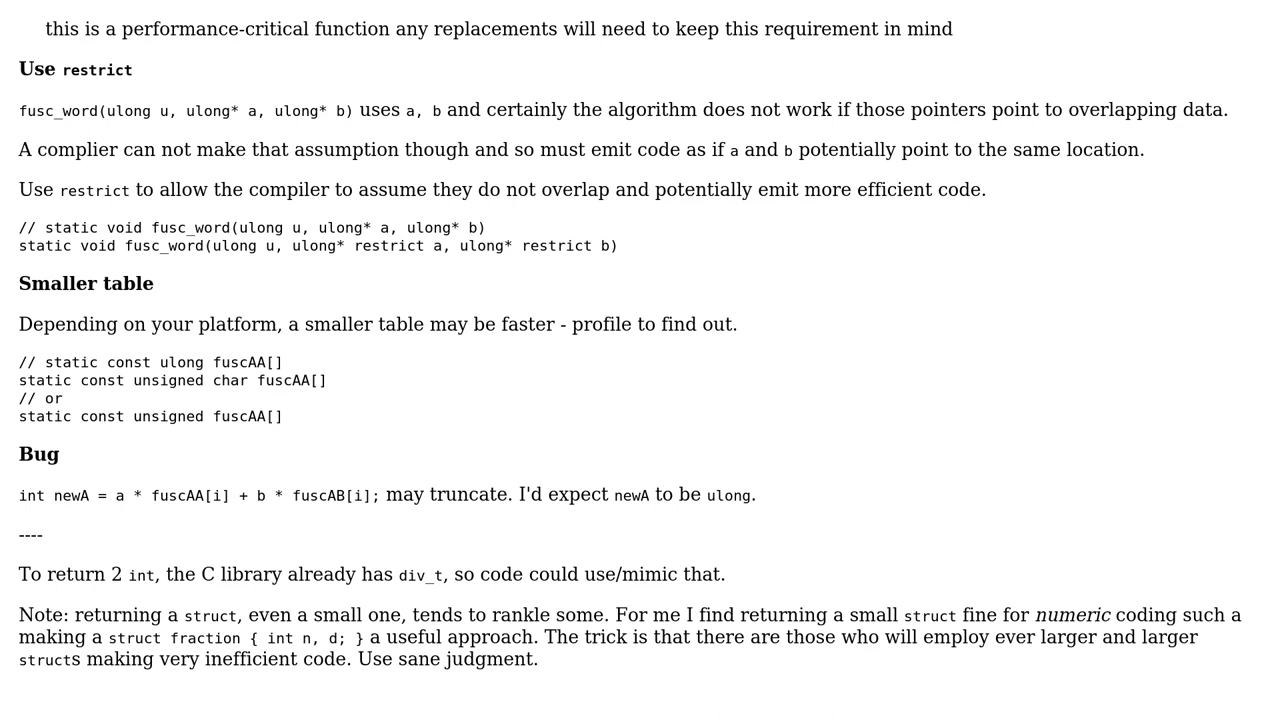 this is a performance-critical function any replacements will need to keep this requirement in mind
Use restrict
fusc_word(ulong u, ulong* a, ulong* b) uses a, b and certainly the algorithm does not work if those pointers point to overlapping data.
A complier can not make that assumption though and so must emit code as if a and b potentially point to the same location.
Use restrict to allow the compiler to assume they do not overlap and potentially emit more efficient code.
// static void fusc_word(ulong u, ulong* a, ulong* b)
static void fusc_word(ulong u, ulong* restrict a, ulong* restrict b)
Smaller table
Depending on your platform, a smaller table may be faster - profile to find out.
// static const ulong fuscAA[]
static const unsigned char fuscAA[]
// or
static const unsigned fuscAA[]
Bug
int newA = a * fuscAA[i] + b * fuscAB[i]; may truncate. I'd expect newA to be ulong.
----
To return 2 int, the C library already has div_t, so code could use/mimic that.
Note: returning a struct, even a small one, tends to rankle some. For me I find returning a small struct fine for numeric coding such a
making a struct fraction { int n, d; } a useful approach. The trick is that there are those who will employ ever larger and larger
structs making very inefficient code. Use sane judgment.